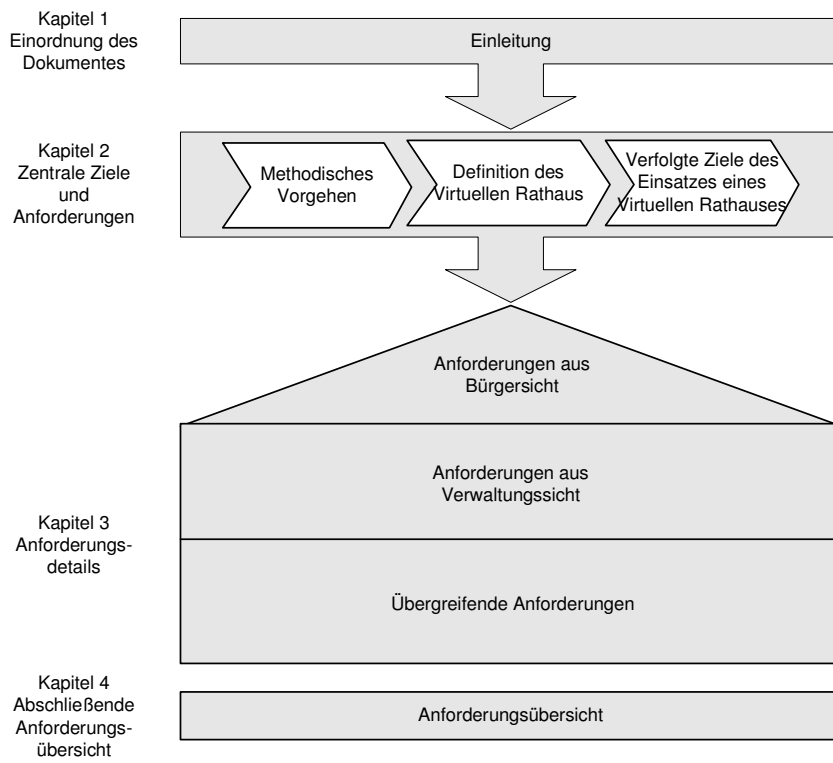 Kapitel 1
Einordnung des
Dokumentes
Einleitung
Kapitel 2
Zentrale Ziele
und
Anforderungen
Methodisches
Vorgehen
Definition des
Virtuellen Rathaus
Verfolgte Ziele des
Einsatzes eines
Virtuellen Rathauses
Anforderungen aus
Bürgersicht
Anforderungen aus
Verwaltungssicht
Kapitel 3
Anforderungs-
details
Übergreifende Anforderungen
Kapitel 4
Abschließende
Anforderungs-
übersicht
Anforderungsübersicht